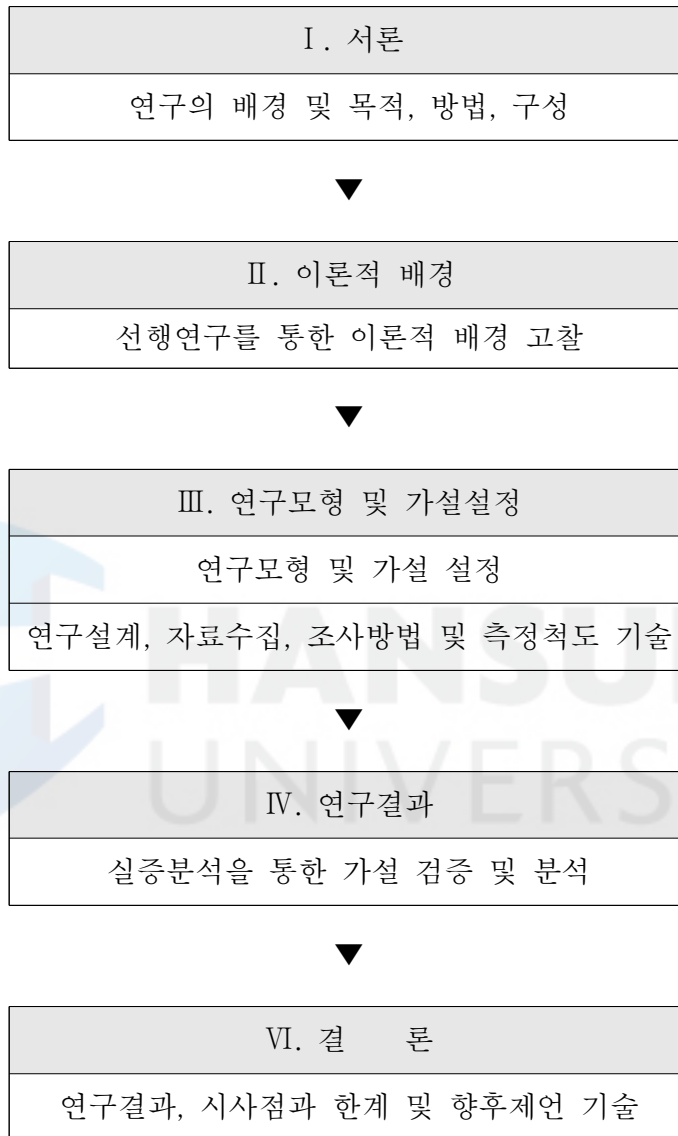 Ⅰ. 서론
연구의 배경 및 목적, 방법, 구성
▼
Ⅱ. 이론적 배경
선행연구를 통한 이론적 배경 고찰
▼
Ⅲ. 연구모형 및 가설설정
연구모형 및 가설 설정
연구설계, 자료수집, 조사방법 및 측정척도 기술
▼
HANSU
UNIVERS
Ⅳ. 연구결과
실증분석을 통한 가설 검증 및 분석
▼
Ⅵ. 결 론
연구결과, 시사점과 한계 및 향후제언 기술